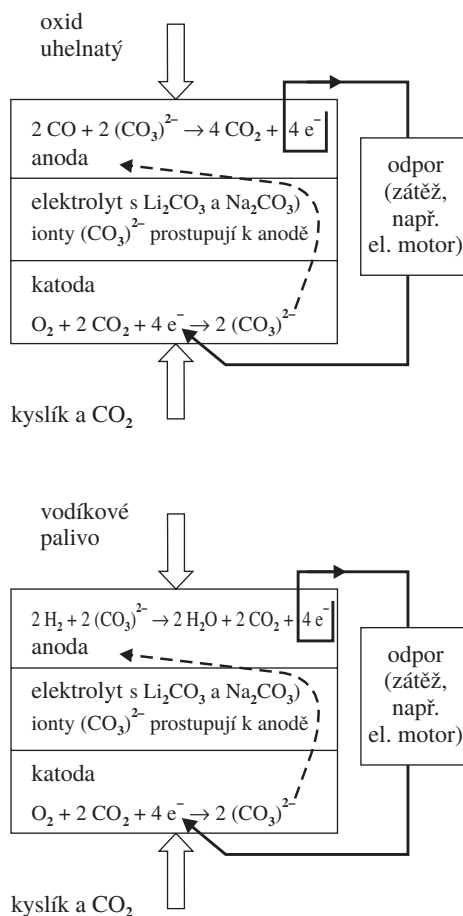 oxid
uhelnatý
2 CO + 2 (CO₃)²⁻ → 4 CO₂ + 4 e⁻
anoda
elektrolyt s Li₂CO₃ a Na₂CO₃)
ionty (CO₃)²⁻ prostupují k anodě
katoda
O₂ + 2 CO₂ + 4 e⁻ → 2 (CO₃)²⁻
odpor
(zátěž,
např.
el. motor)
kyslík a CO₂
vodíkové
palivo
2 H₂ + 2 (CO₃)²⁻ → 2 H₂O + 2 CO₂ + 4 e⁻
anoda
elektrolyt s Li₂CO₃ a Na₂CO₃)
ionty (CO₃)²⁻ prostupují k anodě
katoda
O₂ + 2 CO₂ + 4 e⁻ → 2 (CO₃)²⁻
odpor
(zátěž,
např.
el. motor)
kyslík a CO₂